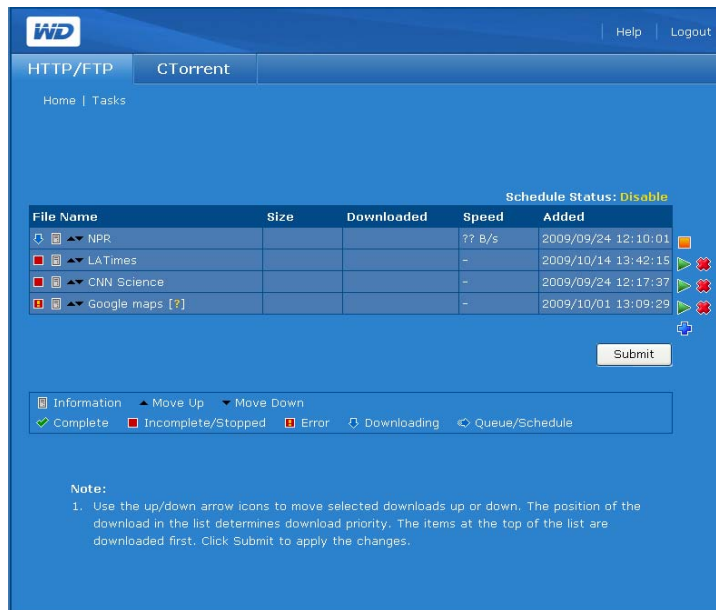 WD
Help | Logout
HTTP/FTP CTorrent
Home | Tasks
Schedule Status: Disable
File Name Size Downloaded Speed Added
NPR ?? B/s 2009/09/24 12:10:01
LATimes - 2009/10/14 13:42:15
CNN Science - 2009/09/24 12:17:37
Google maps [?] - 2009/10/01 13:09:29
Submit
Information Move Up Move Down
Complete Incomplete/Stopped Error Downloading Queue/Schedule
Note:
1. Use the up/down arrow icons to move selected downloads up or down. The position of the
download in the list determines download priority. The items at the top of the list are
downloaded first. Click Submit to apply the changes.